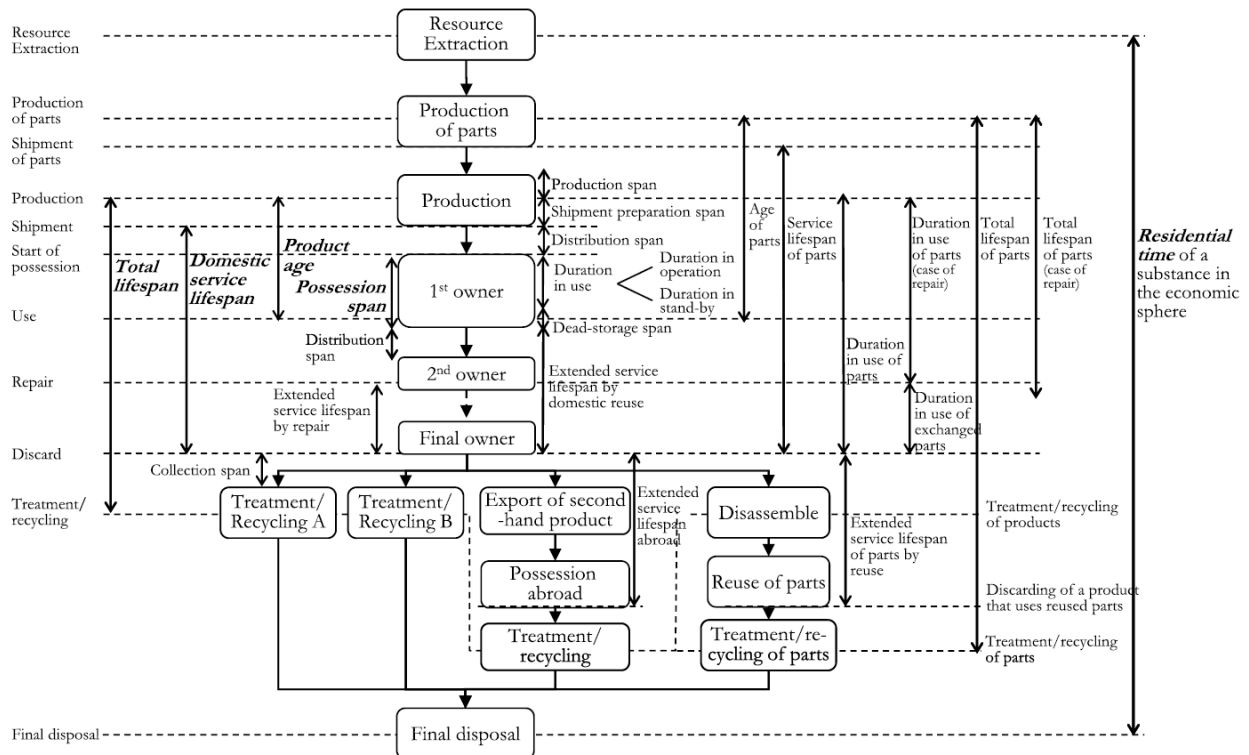 Resource
Extraction
Resource
Extraction
Production
of parts
Production
of parts
Shipment
of parts
Production
Production
Production span
Shipment preparation span
Shipment
Distribution span
Start of
possession
Total
lifespan
Domestic
service
lifespan
Product
age
Possession
span
1st owner
Duration
in use
Duration in
operation
Duration in
stand-by
Age
of
parts
Service
lifespan
of parts
Duration
in use
of parts
(case of
repair)
Total
lifespan
of parts
Total
lifespan
of parts
(case of
repair)
Residential
time of a
substance in
the economic
sphere
Use
Dead-storage span
Distribution
span
2nd owner
Duration
in use of
parts
Repair
Extended
service lifespan
by repair
Extended service
lifespan by
domestic reuse
Duration
in use of
exchanged
parts
Final owner
Discard
Collection span
Treatment/
recycling
Treatment/
Recycling A
Treatment/
Recycling B
Export of second
-hand product
Extended
service
lifespan
abroad
Disassemble
Extended
service lifespan
of parts by
reuse
Treatment/recycling
of products
Possession
abroad
Reuse of parts
Discarding of a product
that uses reused parts
Treatment/
recycling
Treatment/re-
cycling of parts
Treatment/recycling
of parts
Final disposal
Final disposal